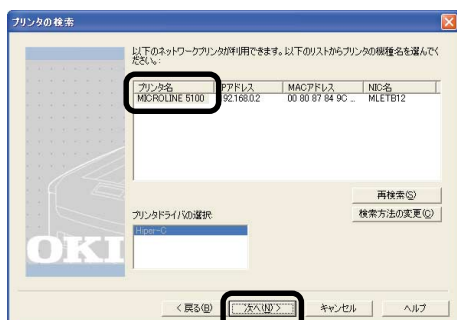 プリンタの検索
以下のネットワークプリンタが利用できます。以下のリストからプリンタの機種名を選んでく
ださい。:
プリンタ名 IPアドレス MACアドレス NIC名
MICROLINE 5100 192.168.0.2 00 80 87 84 9C ... MLETB12
再検索(S)
プリンタドライバの選択
検索方法の変更(C)
Hiper-C
OKI
< 戻る(B) 次へ(N) > キャンセル ヘルプ